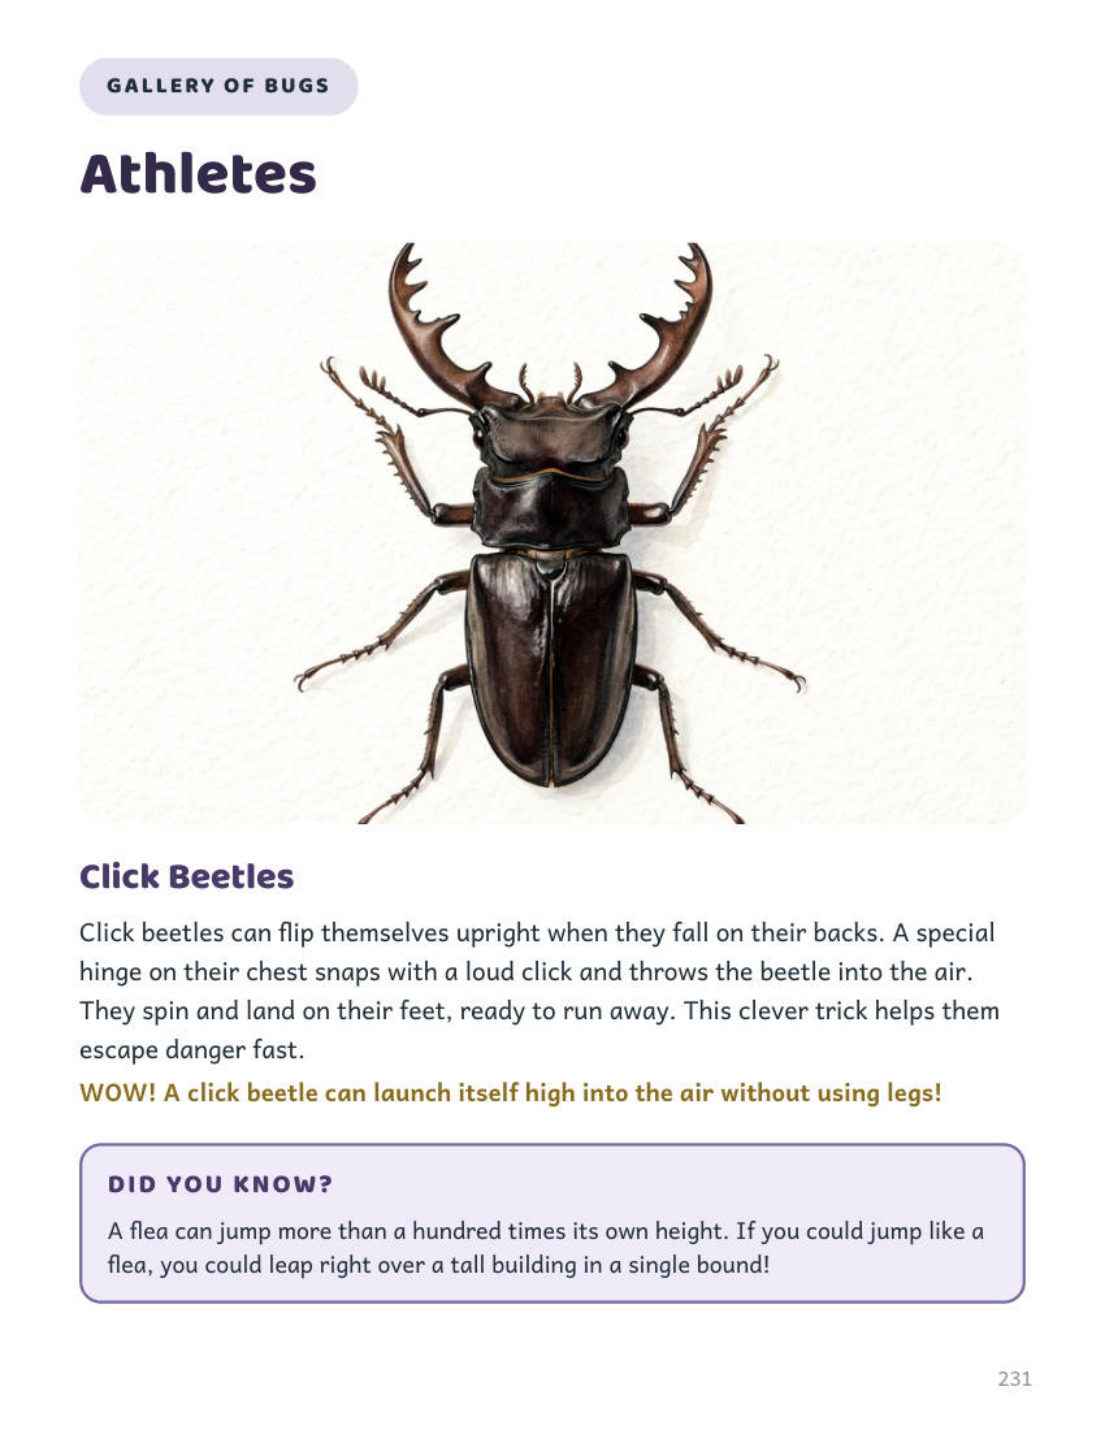 GALLERY OF BUGS
Athletes
Click Beetles
Click beetles can flip themselves upright when they fall on their backs. A special
hinge on their chest snaps with a loud click and throws the beetle into the air.
They spin and land on their feet, ready to run away. This clever trick helps them
escape danger fast.
WOW! A click beetle can launch itself high into the air without using legs!
DID YOU KNOW?
A flea can jump more than a hundred times its own height. If you could jump like a
flea, you could leap right over a tall building in a single bound!
231